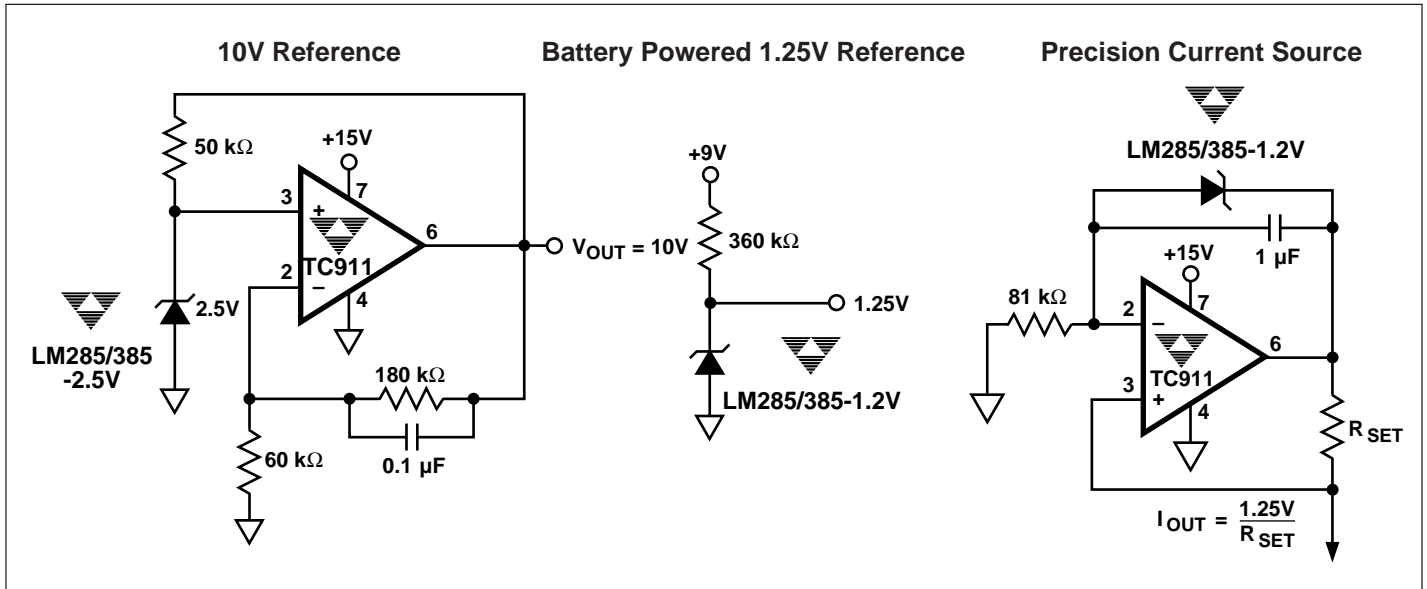 10V Reference
50 kΩ
+15V
7
3
+
TC911
6
VOUT = 10V
2
–
4
2.5V
LM285/385
-2.5V
180 kΩ
0.1 µF
60 kΩ
Battery Powered 1.25V Reference
+9V
360 kΩ
1.25V
LM285/385-1.2V
Precision Current Source
LM285/385-1.2V
1 µF
+15V
7
81 kΩ
2
–
6
TC911
3
+
4
RSET
IOUT = 1.25V
RSET